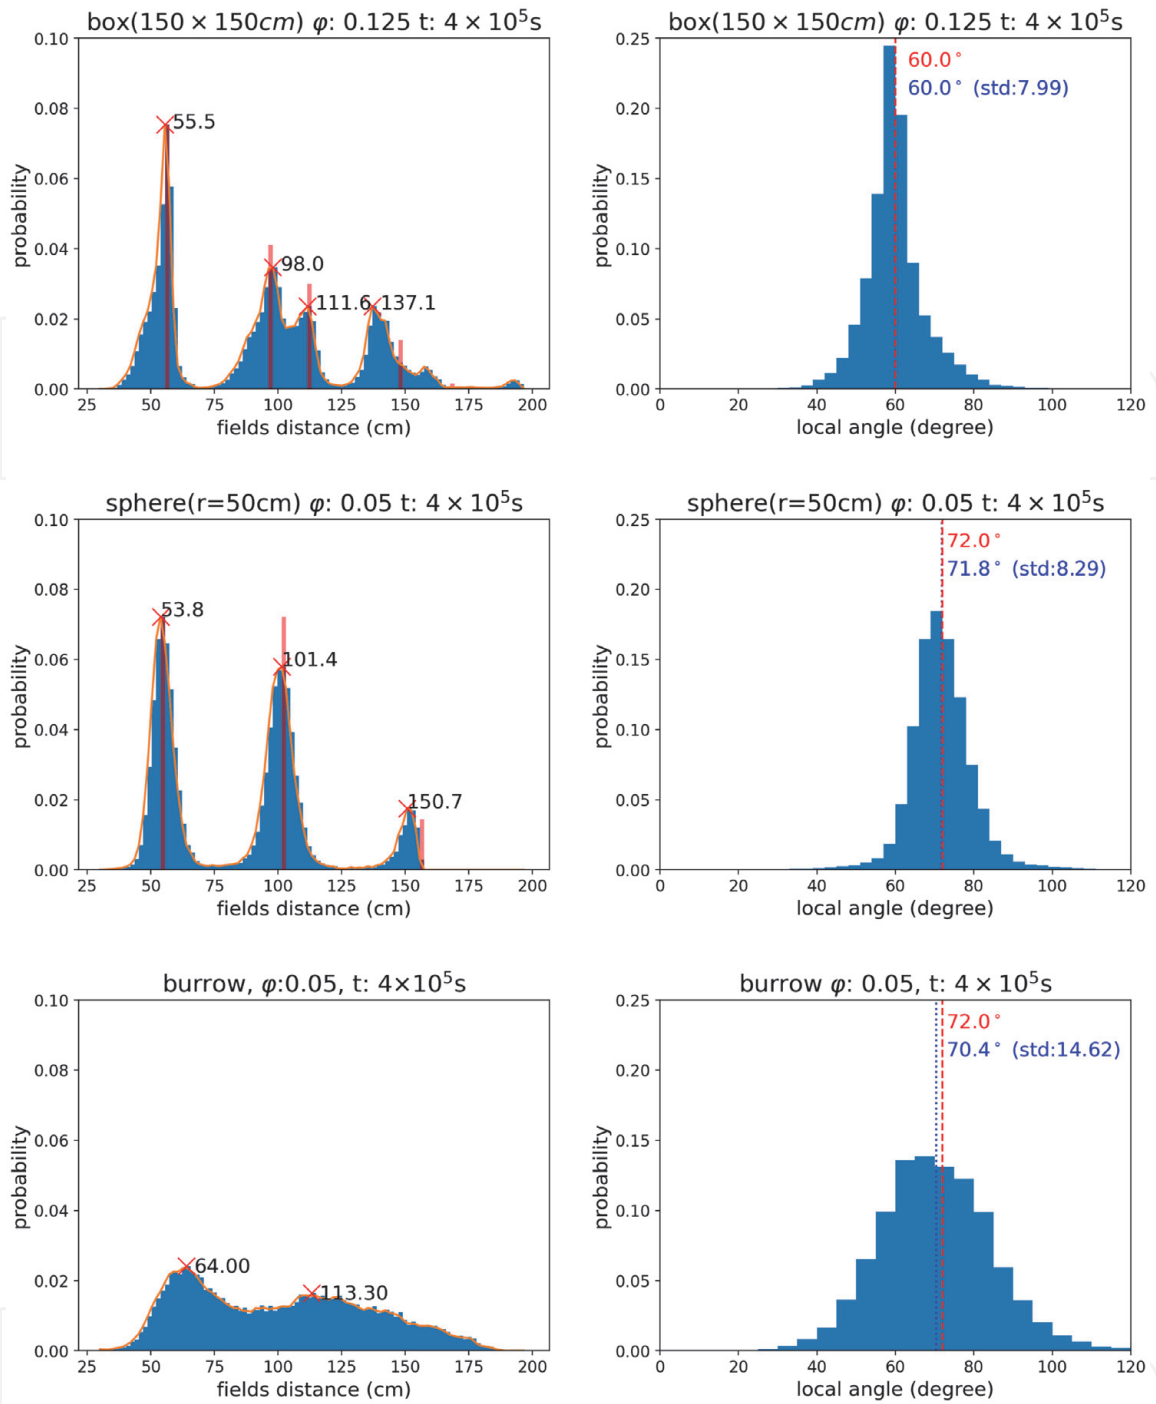 box(150 × 150cm) φ: 0.125 t: 4 × 10⁵s
probability
0.10
0.08
0.06
0.04
0.02
0.00
55.5
98.0
111.6
137.1
25 50 75 100 125 150 175 200
fields distance (cm)
box(150 × 150cm) φ: 0.125 t: 4 × 10⁵s
probability
0.25
0.20
0.15
0.10
0.05
0.00
60.0°
60.0° (std:7.99)
0 20 40 60 80 100 120
local angle (degree)
sphere(r=50cm) φ: 0.05 t: 4 × 10⁵s
probability
0.10
0.08
0.06
0.04
0.02
0.00
53.8
101.4
150.7
25 50 75 100 125 150 175 200
fields distance (cm)
sphere(r=50cm) φ: 0.05 t: 4 × 10⁵s
probability
0.25
0.20
0.15
0.10
0.05
0.00
72.0°
71.8° (std:8.29)
0 20 40 60 80 100 120
local angle (degree)
burrow, φ:0.05, t: 4×10⁵s
probability
0.10
0.08
0.06
0.04
0.02
0.00
64.00
113.30
25 50 75 100 125 150 175 200
fields distance (cm)
burrow φ: 0.05, t: 4 × 10⁵s
probability
0.25
0.20
0.15
0.10
0.05
0.00
72.0°
70.4° (std:14.62)
0 20 40 60 80 100 120
local angle (degree)